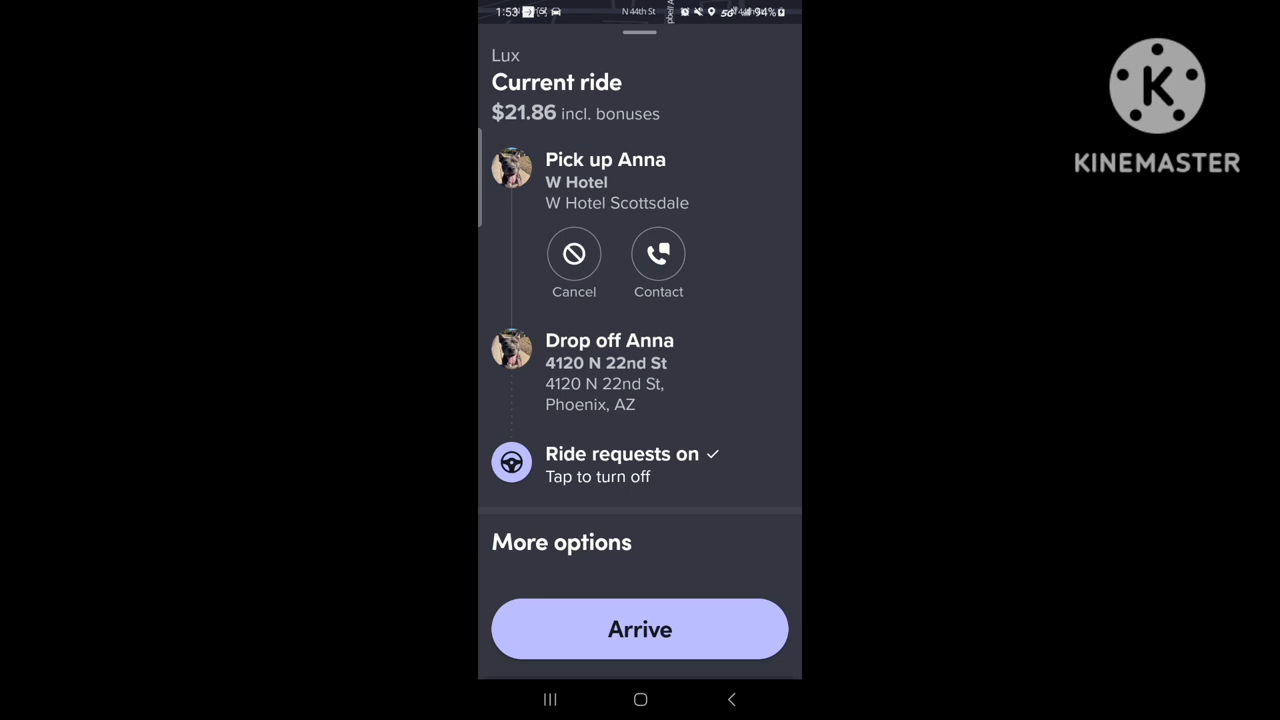 1:53
N 44th St
5G
94%
Lux
Current ride
$21.86 incl. bonuses
Pick up Anna
W Hotel
W Hotel Scottsdale
Cancel
Contact
Drop off Anna
4120 N 22nd St
4120 N 22nd St,
Phoenix, AZ
Ride requests on
Tap to turn off
More options
Arrive
K
KINEMASTER